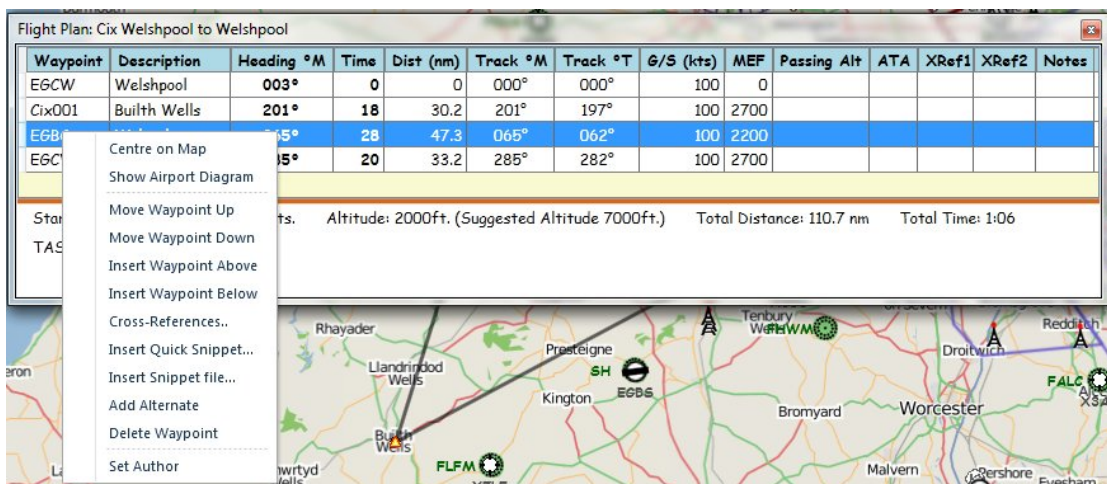 Flight Plan: Cix Welshpool to Welshpool
Waypoint Description Heading °M Time Dist (nm) Track °M Track °T G/S (kts) MEF Passing Alt ATA XRef1 XRef2 Notes
EGCW Welshpool 003° 0 0 000° 000° 100 0
Cix001 Builth Wells 201° 18 30.2 201° 197° 100 2700
28 47.3 065° 062° 100 2200
20 33.2 285° 282° 100 2700
Centre on Map
Show Airport Diagram
Move Waypoint Up
Altitude: 2000ft. (Suggested Altitude 7000ft.) Total Distance: 110.7 nm Total Time: 1:06
Move Waypoint Down
TAS
Insert Waypoint Above
Insert Waypoint Below
Cross-References..
Insert Quick Snippet...
Insert Snippet file...
Add Alternate
Delete Waypoint
Set Author
Rhayader
Tenbury
Redditch
Presteigne
Droitwich
Llandrindod
Wells
SH
EGBS
FALC
Kington
Bromyard
Worcester
Builth
Wells
FLFM
Malvern
Pershore
Evesham